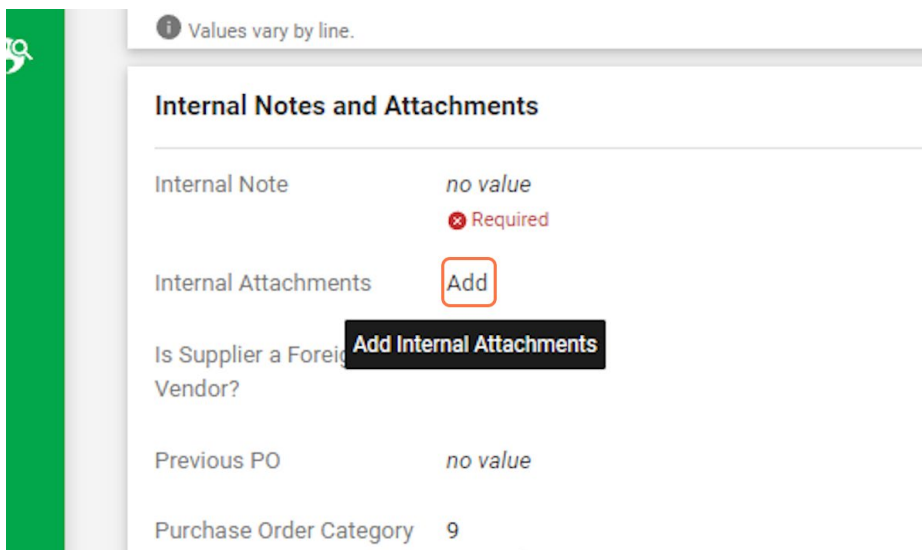 Values vary by line.
Internal Notes and Attachments
Internal Note no value
Required
Internal Attachments Add
Add Internal Attachments
Is Supplier a Foreig
Vendor?
Previous PO no value
Purchase Order Category 9